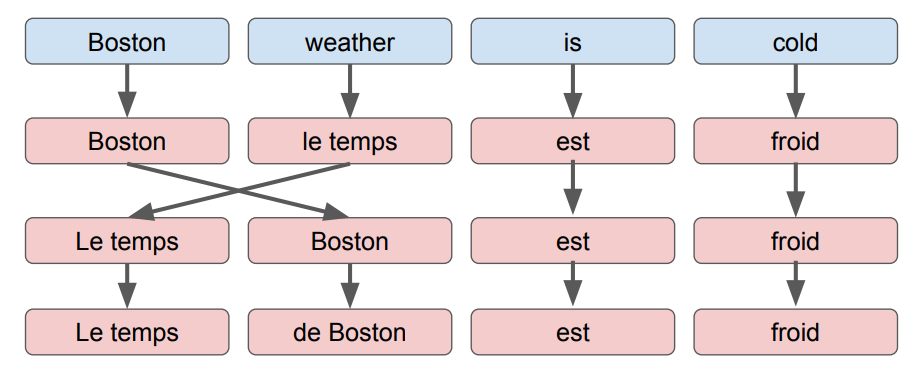 Boston weather is cold
Boston le temps est froid
Le temps Boston est froid
Le temps de Boston est froid